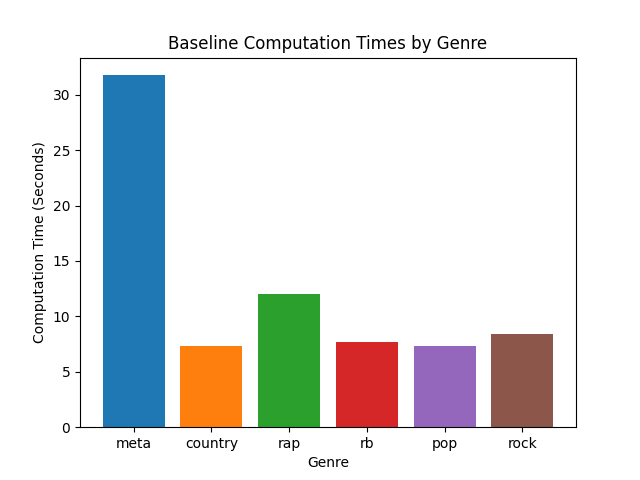 Baseline Computation Times by Genre
Computation Time (Seconds)
30
25
20
15
10
5
0
meta country rap rb pop rock
Genre